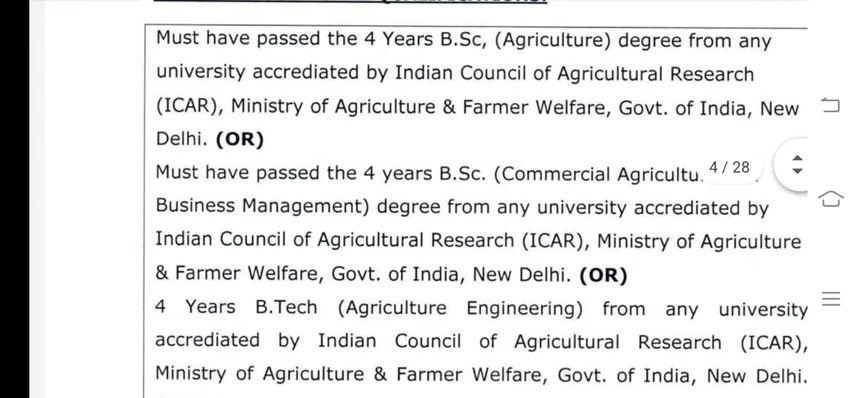 Must have passed the 4 Years B.Sc, (Agriculture) degree from any
university accrediated by Indian Council of Agricultural Research
(ICAR), Ministry of Agriculture & Farmer Welfare, Govt. of India, New
Delhi. (OR)
Must have passed the 4 years B.Sc. (Commercial Agricultu
4 / 28
Business Management) degree from any university accrediated by
Indian Council of Agricultural Research (ICAR), Ministry of Agriculture
& Farmer Welfare, Govt. of India, New Delhi. (OR)
4 Years B.Tech (Agriculture Engineering) from any university
accrediated by Indian Council of Agricultural Research (ICAR),
Ministry of Agriculture & Farmer Welfare, Govt. of India, New Delhi.